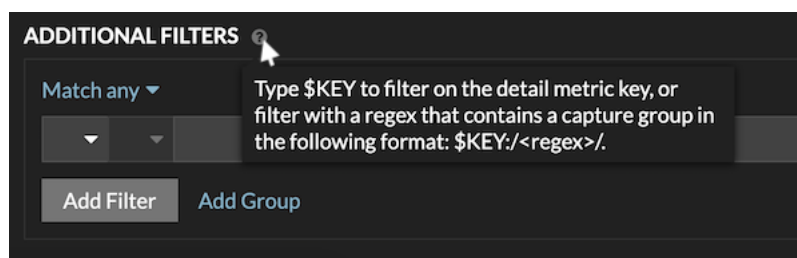 ADDITIONAL FILTERS ?
Match any
Type $KEY to filter on the detail metric key, or
filter with a regex that contains a capture group in
the following format: $KEY:/<regex>/.
Add Filter Add Group